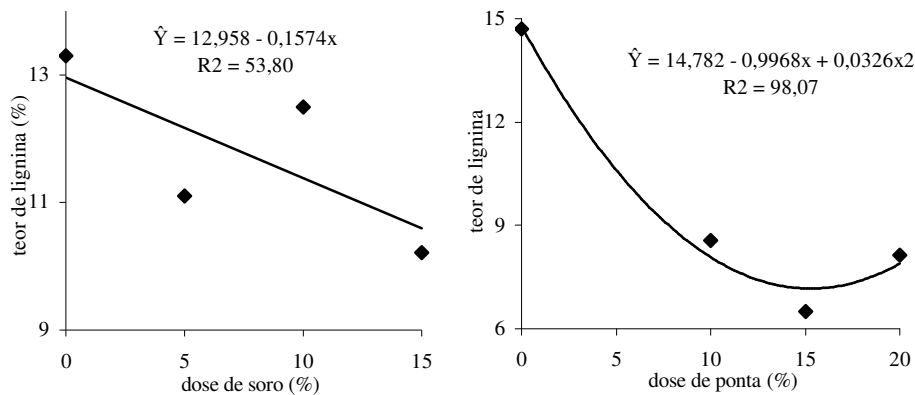 Ŷ = 12,958 - 0,1574x
R2 = 53,80
teor de lignina (%)
13
11
9
0
5
10
15
dose de soro (%)
Ŷ = 14,782 - 0,9968x + 0,0326x2
R2 = 98,07
teor de lignina
15
12
9
6
0
5
10
15
20
dose de ponta (%)